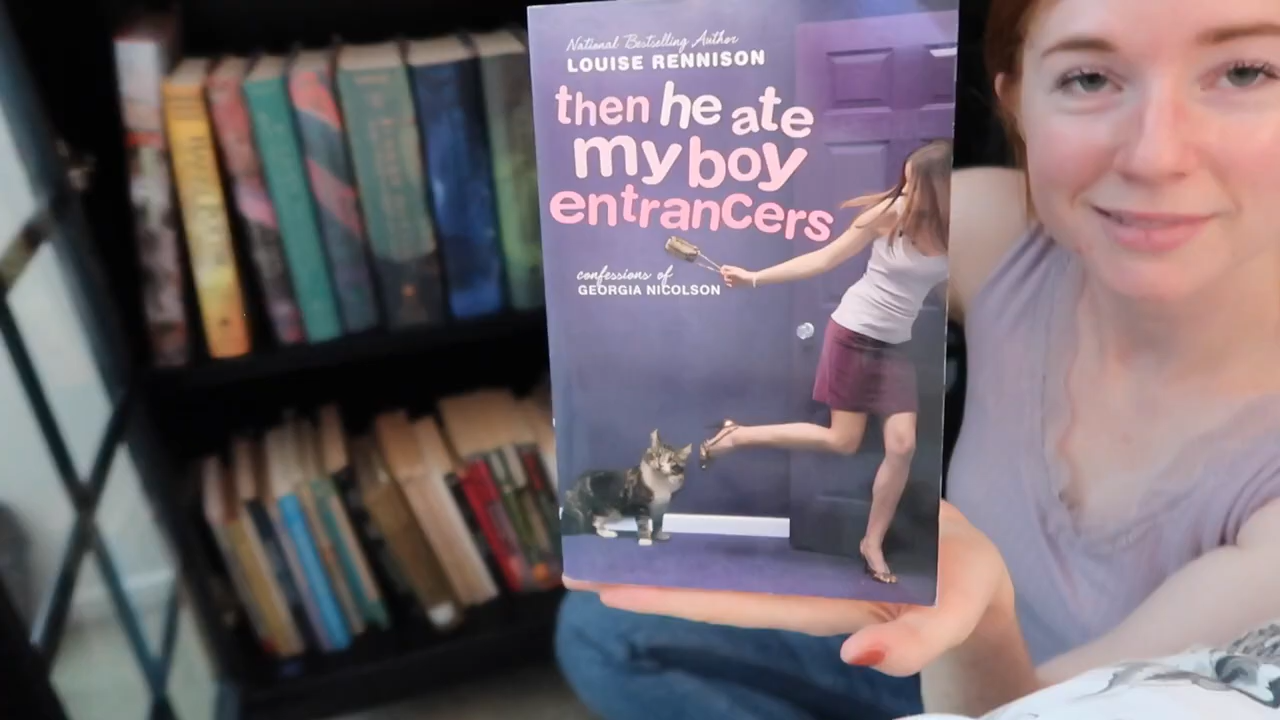 National Bestselling Author
LOUISE RENNISON
then he ate
my boy
entrancers
confessions of
GEORGIA NICOLSON